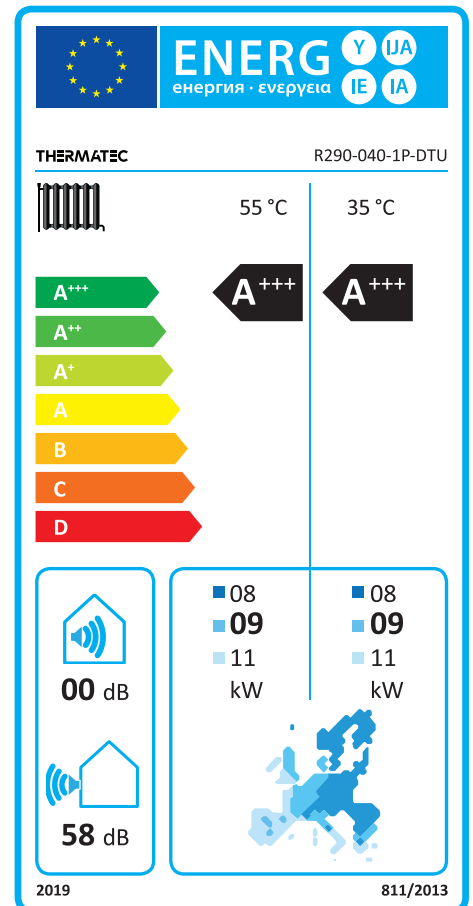 ENERG Y IJA
енергия · ενεργεια IE IA
THERMATEC R290-040-1P-DTU
55 °C 35 °C
A+++ A+++
A+++
A++
A+
A
B
C
D
08 08
09 09
11 11
kW kW
00 dB
58 dB
2019 811/2013